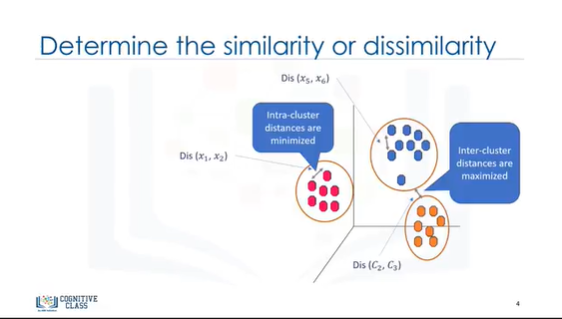 Determine the similarity or dissimilarity
Dis (x₅, x₆)
Intra-cluster
distances are
minimized
Dis (x₁, x₂)
Inter-cluster
distances are
maximized
Dis (C₂, C₃)
COGNITIVE
CLASS
4